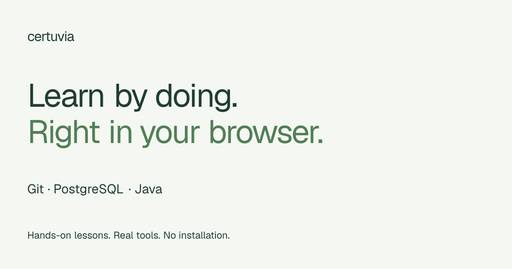 certuvia
Learn by doing.
Right in your browser.
Git · PostgreSQL · Java
Hands-on lessons. Real tools. No installation.